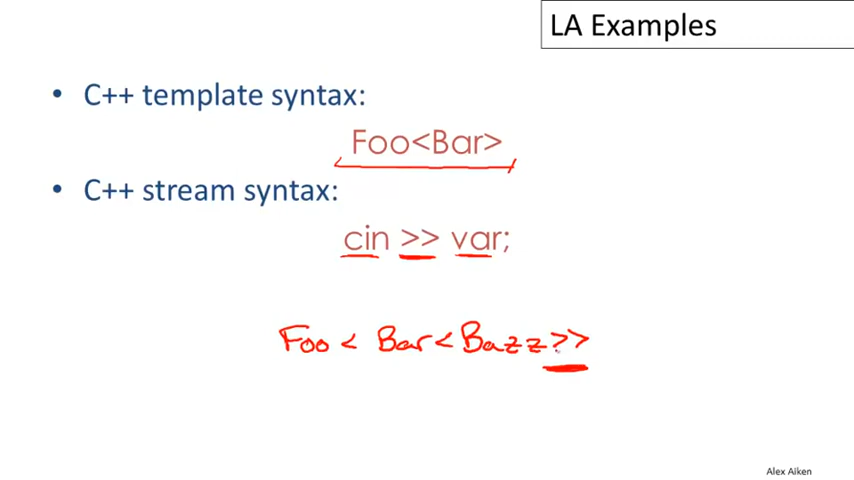 LA Examples
• C++ template syntax:
Foo<Bar>
• C++ stream syntax:
cin >> var;
Foo < Bar < Bazz >>
Alex Aiken